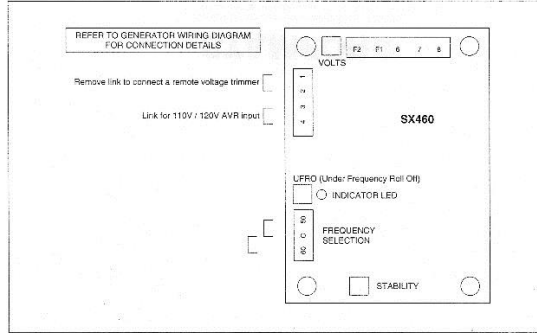 REFER TO GENERATOR WIRING DIAGRAM
FOR CONNECTION DETAILS
F2 F1 6 7 8
VOLTS
Remove link to connect a remote voltage trimmer
1
2
3
4
Link for 110V / 120V AVR input
SX460
UFRO (Under Frequency Roll Off)
INDICATOR LED
50
C
60
FREQUENCY
SELECTION
STABILITY